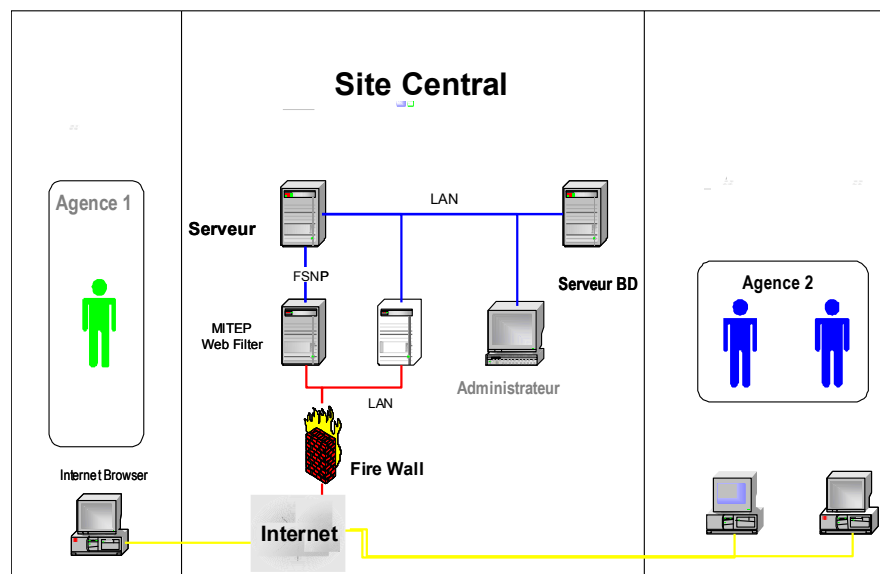 Site Central
Agence 1
LAN
Serveur
FSNP
Serveur BD
Agence 2
MITEP
Web Filter
Administrateur
LAN
Fire Wall
Internet Browser
Internet